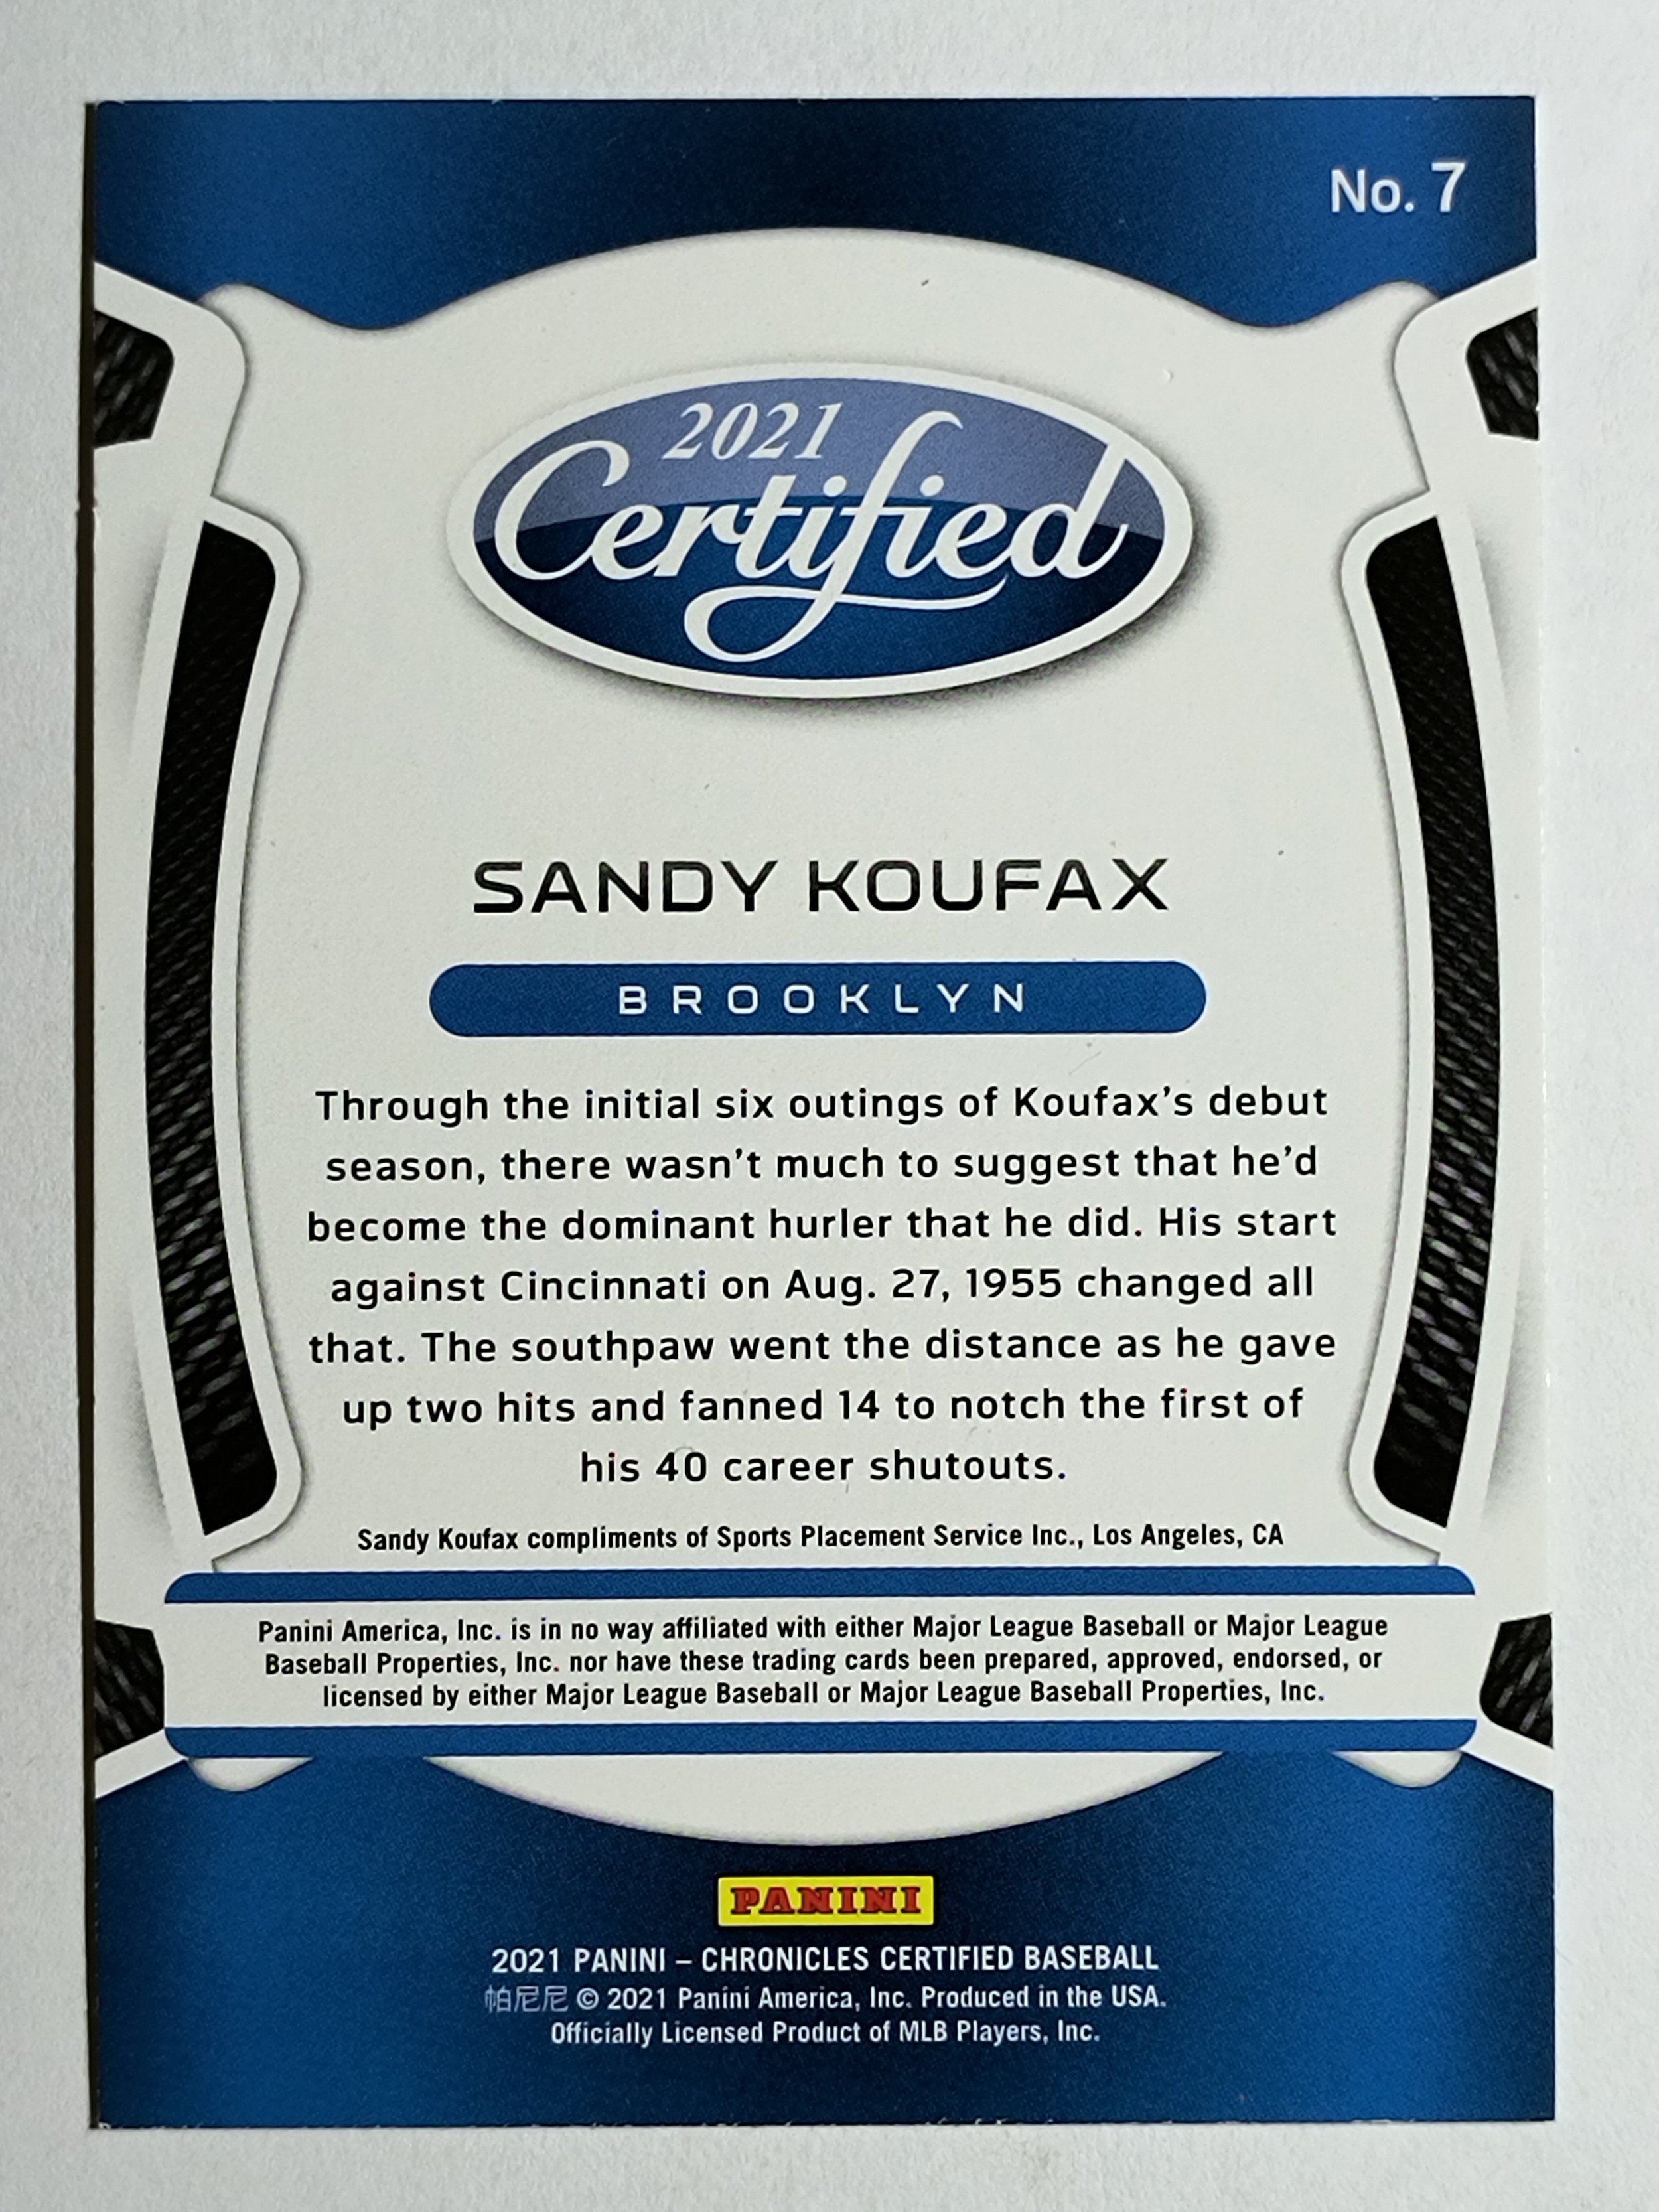 No. 7
2021
Certified
SANDY KOUFAX
BROOKLYN
Through the initial six outings of Koufax's debut
season, there wasn't much to suggest that he'd
become the dominant hurler that he did. His start
against Cincinnati on Aug. 27, 1955 changed all
that. The southpaw went the distance as he gave
up two hits and fanned 14 to notch the first of
his 40 career shutouts.
Sandy Koufax compliments of Sports Placement Service Inc., Los Angeles, CA
Panini America, Inc. is in no way affiliated with either Major League Baseball or Major League
Baseball Properties, Inc. nor have these trading cards been prepared, approved, endorsed, or
licensed by either Major League Baseball or Major League Baseball Properties, Inc.
PANINI
2021 PANINI – CHRONICLES CERTIFIED BASEBALL
帕尼尼 © 2021 Panini America, Inc. Produced in the USA.
Officially Licensed Product of MLB Players, Inc.